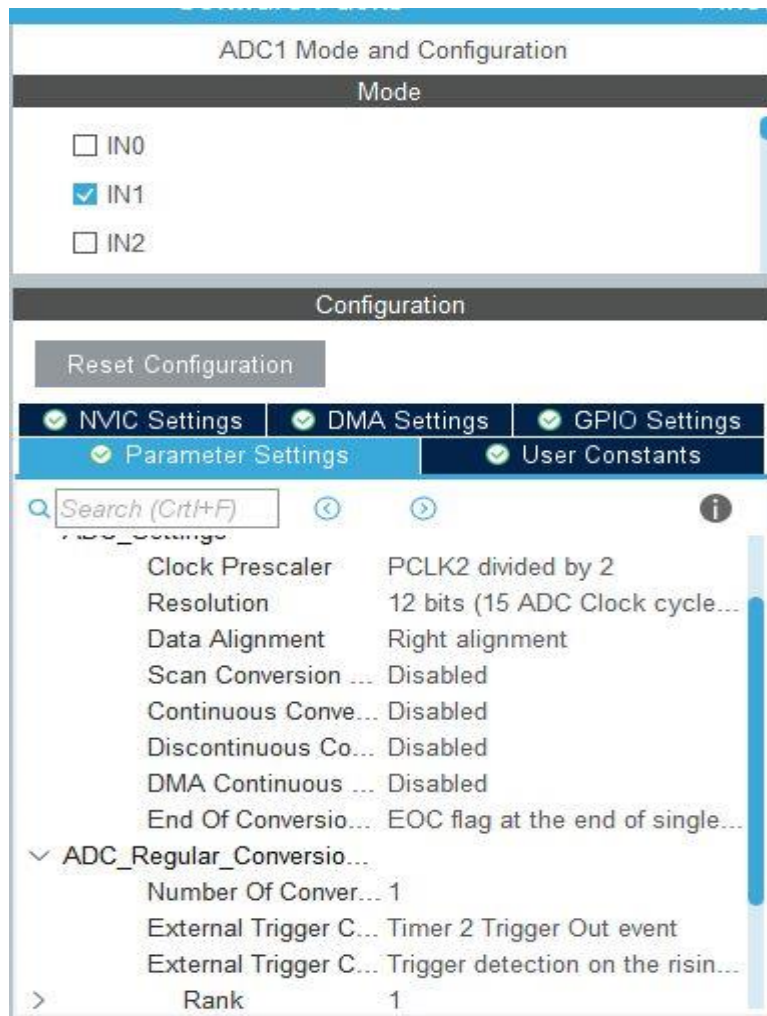 ADC1 Mode and Configuration
Mode
IN0
IN1
IN2
Configuration
Reset Configuration
NVIC Settings DMA Settings GPIO Settings
Parameter Settings User Constants
Search (Crtl+F)
ADC_Settings
Clock Prescaler PCLK2 divided by 2
Resolution 12 bits (15 ADC Clock cycle...
Data Alignment Right alignment
Scan Conversion ... Disabled
Continuous Conve... Disabled
Discontinuous Co... Disabled
DMA Continuous ... Disabled
End Of Conversio... EOC flag at the end of single...
ADC_Regular_Conversio...
Number Of Conver... 1
External Trigger C... Timer 2 Trigger Out event
External Trigger C... Trigger detection on the risin...
Rank 1